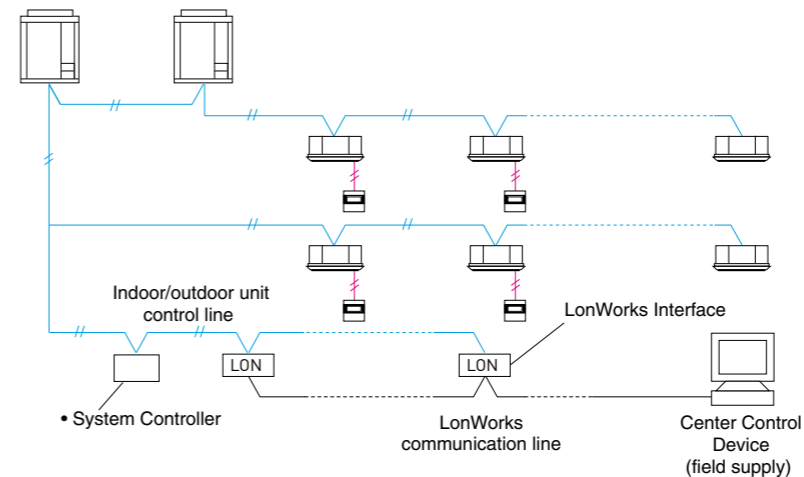 Indoor/outdoor unit
control line
LonWorks Interface
LON
LON
• System Controller
LonWorks
communication line
Center Control
Device
(field supply)